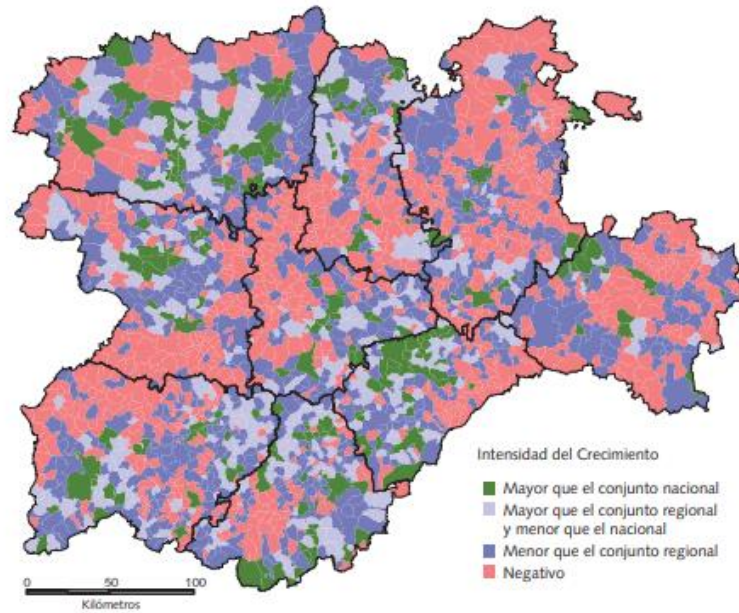 Intensidad del Crecimiento
Mayor que el conjunto nacional
Mayor que el conjunto regional
y menor que el nacional
Menor que el conjunto regional
Negativo
0 50 100
Kilómetros